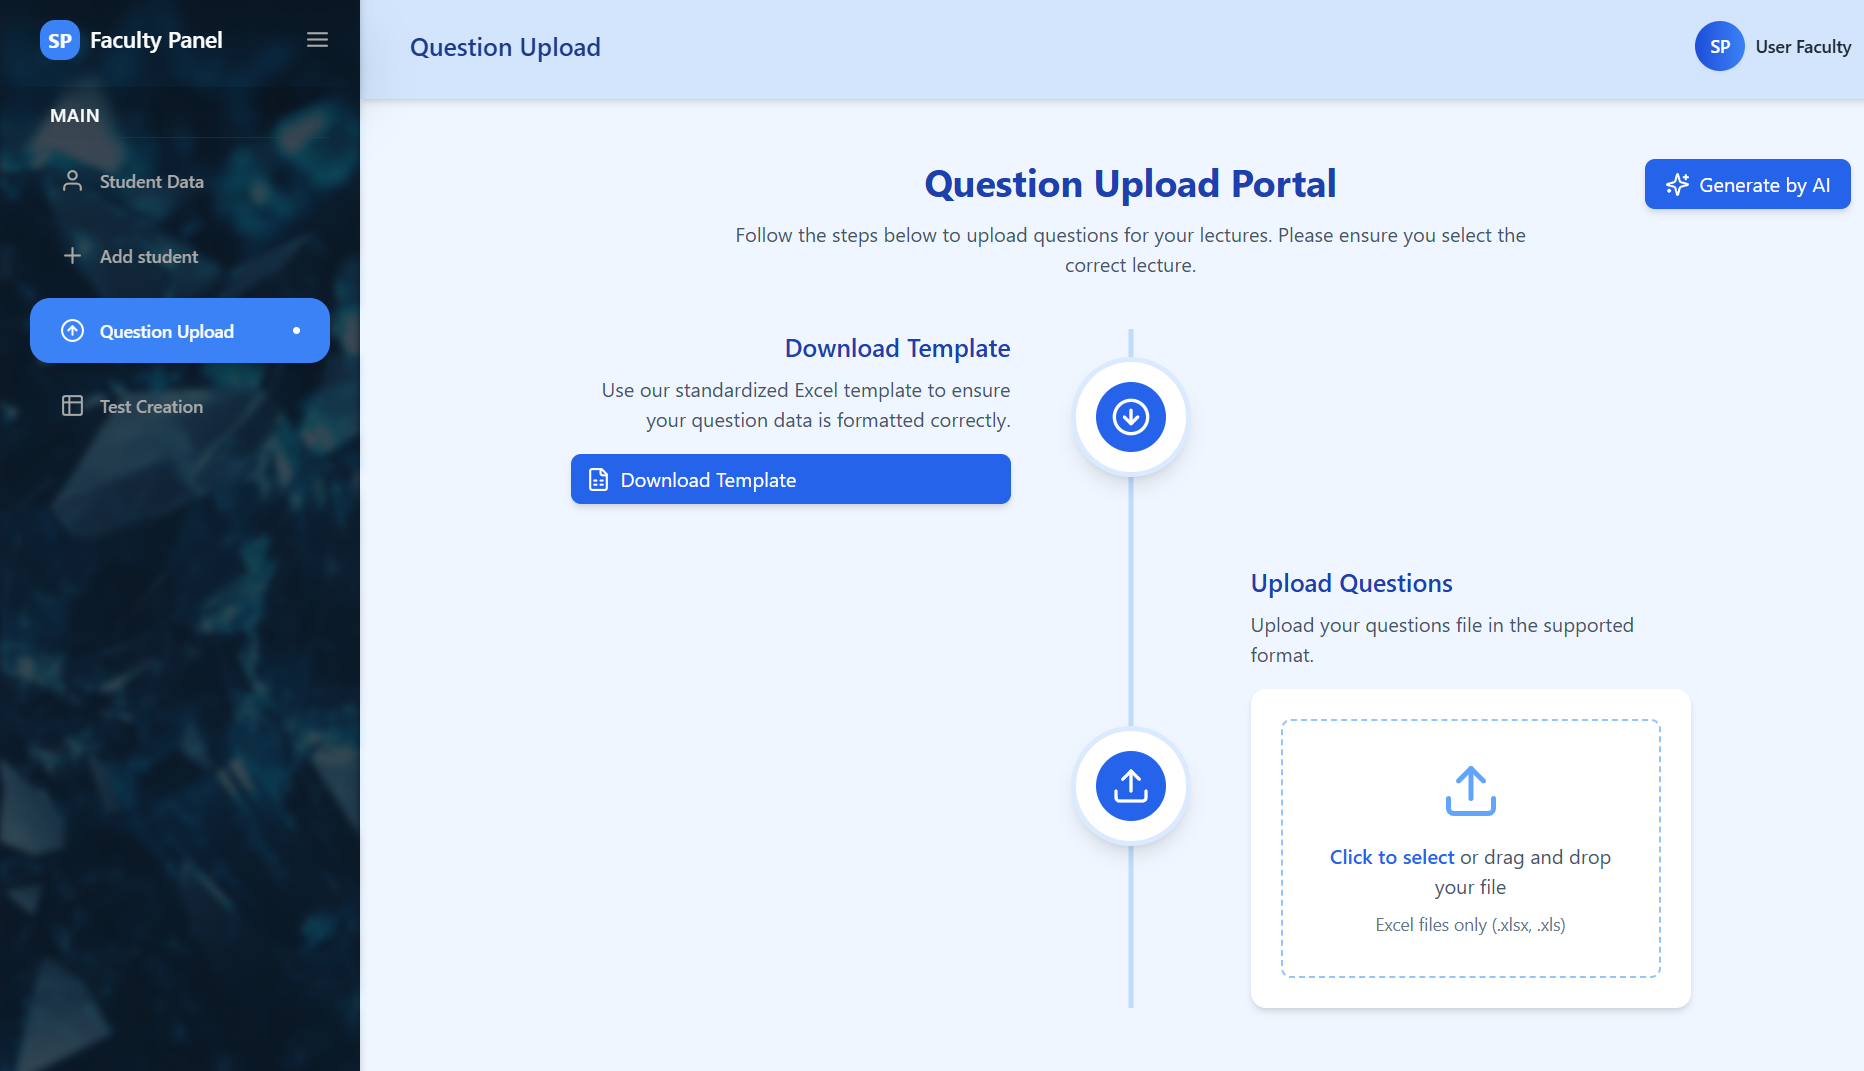 SP Faculty Panel
MAIN
Student Data
Add student
Question Upload
Test Creation
Question Upload
SP User Faculty
Question Upload Portal
Generate by AI
Follow the steps below to upload questions for your lectures. Please ensure you select the
correct lecture.
Download Template
Use our standardized Excel template to ensure
your question data is formatted correctly.
Download Template
Upload Questions
Upload your questions file in the supported
format.
Click to select or drag and drop
your file
Excel files only (.xlsx, .xls)